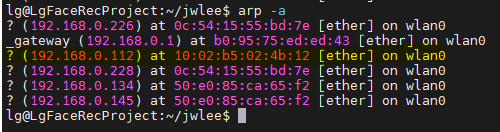 lg@LgFaceRecProject:~/jwlee$ arp -a
? (192.168.0.226) at 0c:54:15:55:bd:7e [ether] on wlan0
_gateway (192.168.0.1) at b0:95:75:ed:ed:43 [ether] on wlan0
? (192.168.0.112) at 10:02:b5:02:4b:12 [ether] on wlan0
? (192.168.0.228) at 0c:54:15:55:bd:7e [ether] on wlan0
? (192.168.0.134) at 50:e0:85:ca:65:f2 [ether] on wlan0
? (192.168.0.145) at 50:e0:85:ca:65:f2 [ether] on wlan0
lg@LgFaceRecProject:~/jwlee$